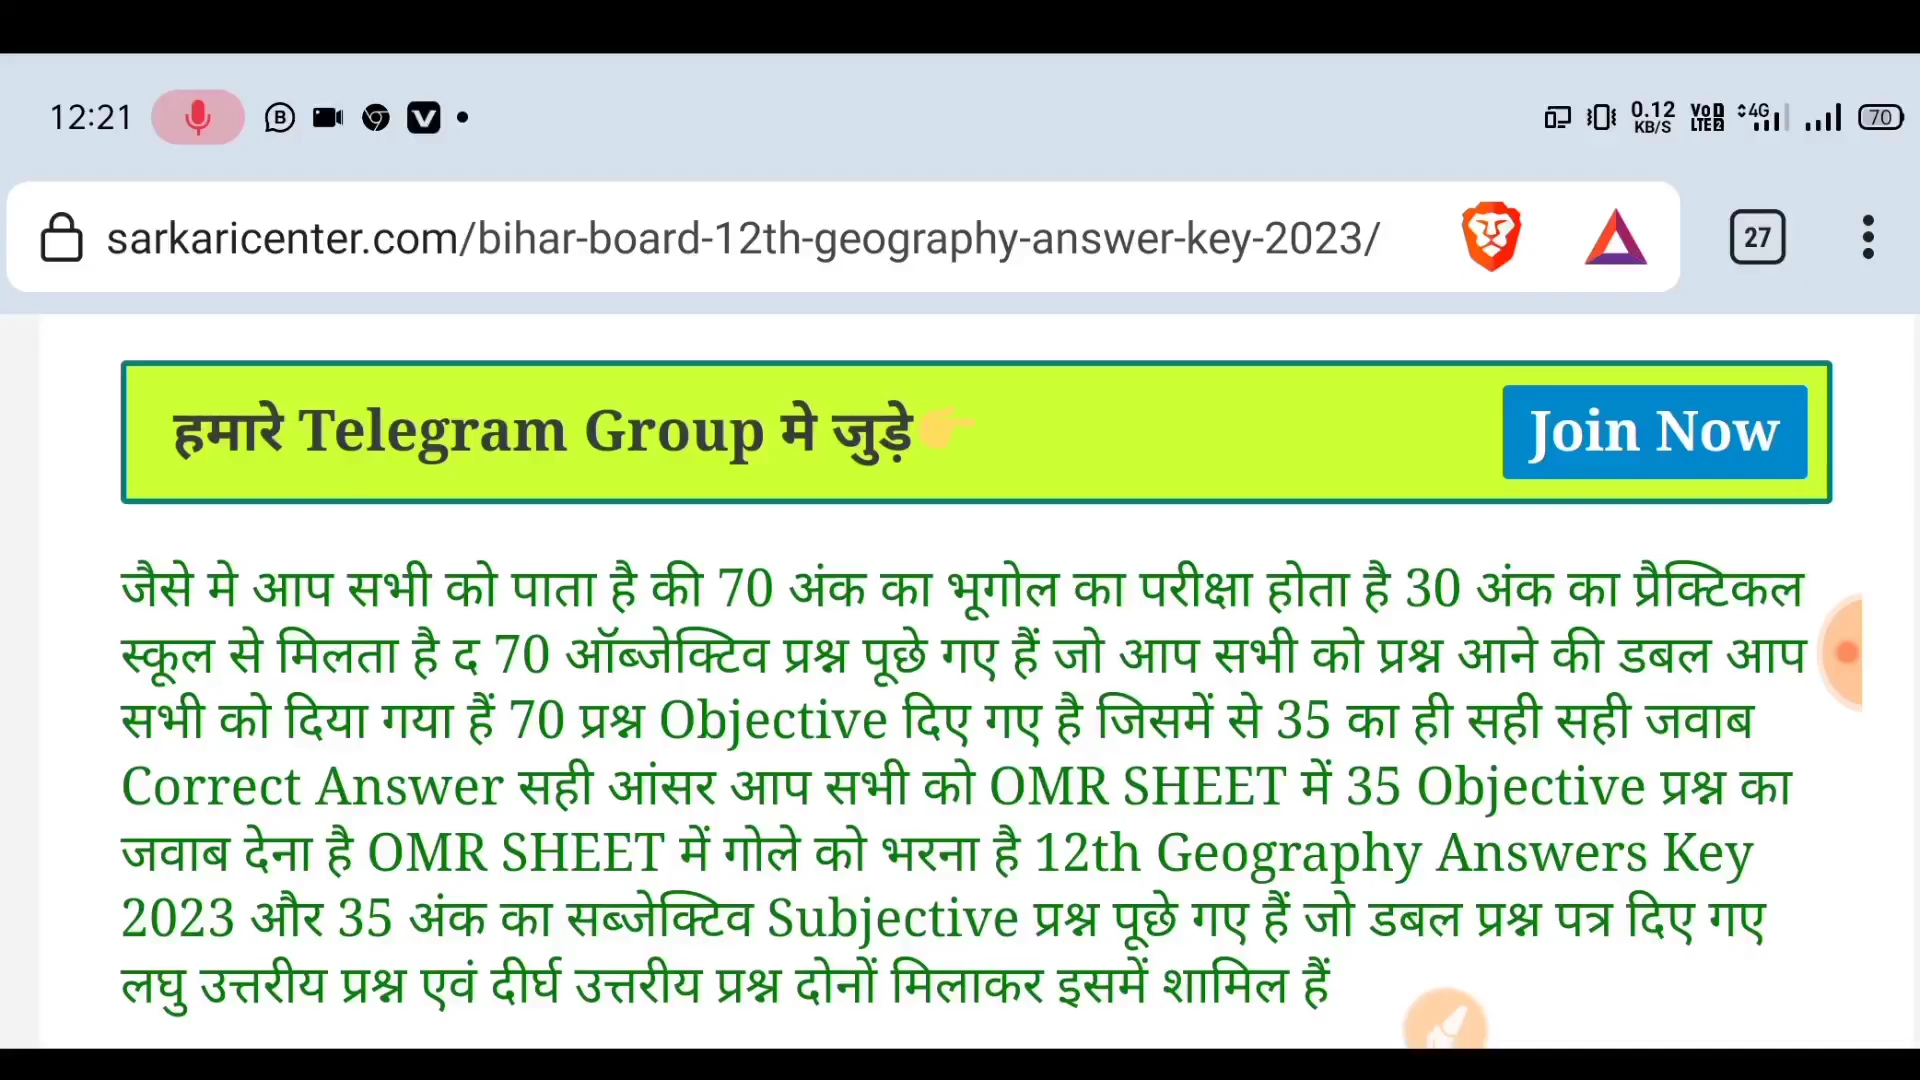 12:21
0.12 KB/S
Vo LTE2
4G
70
sarkaricenter.com/bihar-board-12th-geography-answer-key-2023/
27
हमारे Telegram Group मे जुड़े👉
Join Now
जैसे मे आप सभी को पाता है की 70 अंक का भूगोल का परीक्षा होता है 30 अंक का प्रैक्टिकल
स्कूल से मिलता है द 70 ऑब्जेक्टिव प्रश्न पूछे गए हैं जो आप सभी को प्रश्न आने की डबल आप
सभी को दिया गया हैं 70 प्रश्न Objective दिए गए है जिसमें से 35 का ही सही सही जवाब
Correct Answer सही आंसर आप सभी को OMR SHEET में 35 Objective प्रश्न का
जवाब देना है OMR SHEET में गोले को भरना है 12th Geography Answers Key
2023 और 35 अंक का सब्जेक्टिव Subjective प्रश्न पूछे गए हैं जो डबल प्रश्न पत्र दिए गए
लघु उत्तरीय प्रश्न एवं दीर्घ उत्तरीय प्रश्न दोनों मिलाकर इसमें शामिल हैं